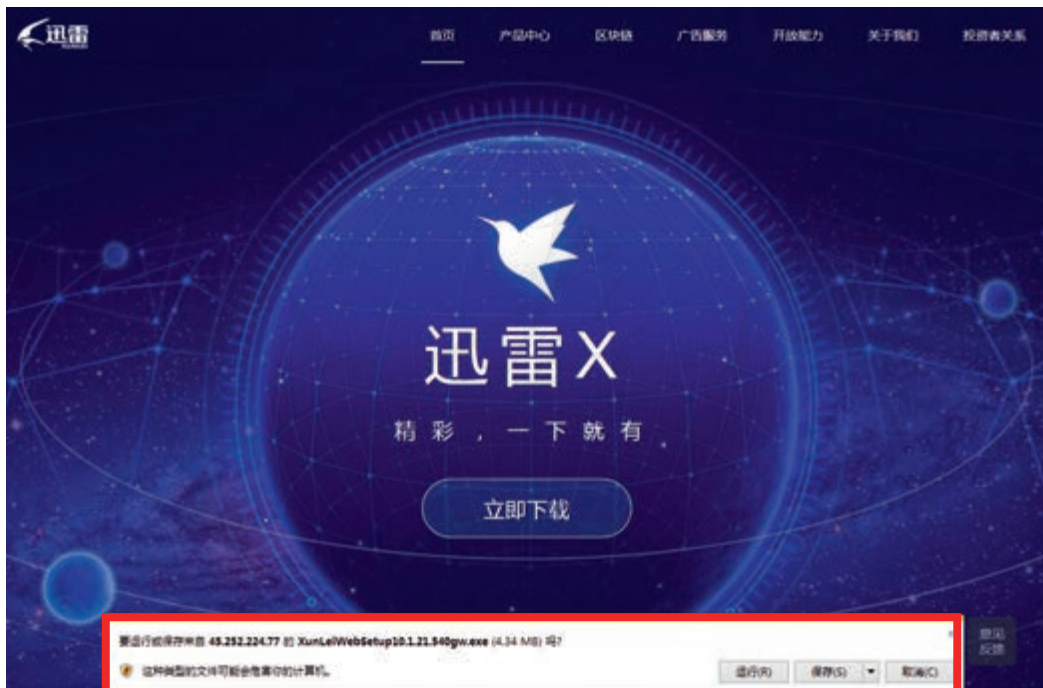 迅雷
首页 产品中心 区块链 广告服务 开放能力 关于我们 投资者关系
迅雷X
精彩，一下就有
立即下载
要运行或保存来自 45.252.224.77 的 XunLeiWebSetup10.1.21.540gw.exe (4.34 MB) 吗?
这种类型的文件可能会危害你的计算机。
运行(R) 保存(S) 取消(C)
意见
反馈